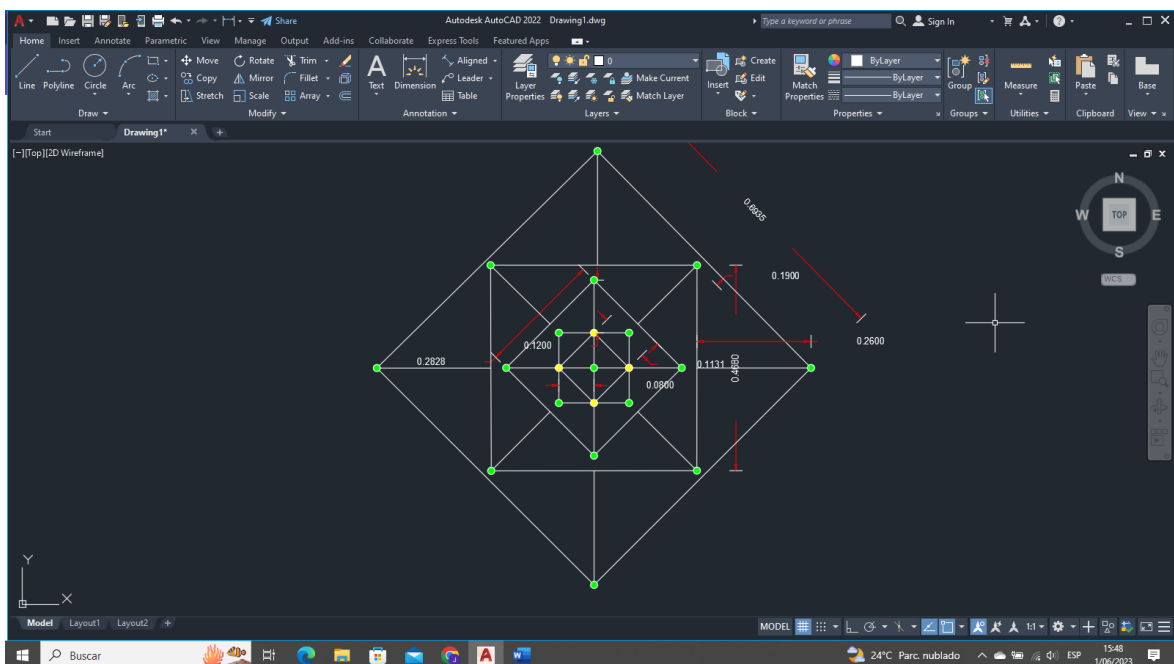 A Share Autodesk AutoCAD 2022 Drawing1.dwg Type a keyword or phrase Sign In
Home Insert Annotate Parametric View Manage Output Add-ins Collaborate Express Tools Featured Apps
Line Polyline Circle Arc
Move Rotate Trim
Copy Mirror Fillet
Stretch Scale Array
Text Dimension
Aligned
Leader
Table
Layer Properties
0
Make Current
Match Layer
Insert
Create
Edit
Match Properties
ByLayer
ByLayer
ByLayer
Group
Measure
Paste
Base
Draw Modify Annotation Layers Block Properties Groups Utilities Clipboard View
Start Drawing1* +
[−][Top][2D Wireframe]
N
W TOP E
S
WCS
0.6935
0.1900
0.2600
0.1200
0.2828
0.1131
0.4680
0.0800
Y
X
Model Layout1 Layout2 + MODEL 1:1
Buscar
24°C Parc. nublado ESP 15:48
1/06/2023